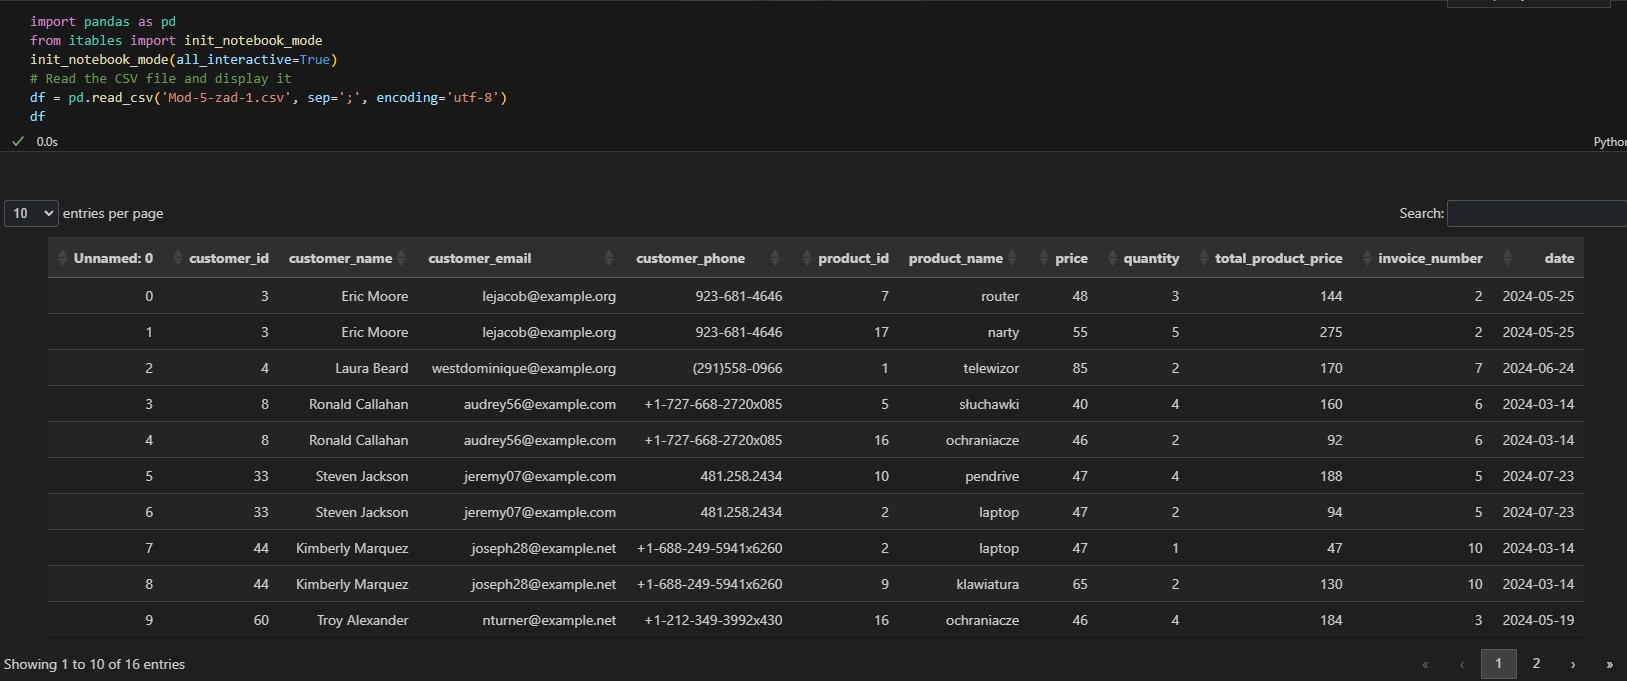 import pandas as pd
from itables import init_notebook_mode
init_notebook_mode(all_interactive=True)
# Read the CSV file and display it
df = pd.read_csv('Mod-5-zad-1.csv', sep=';', encoding='utf-8')
df
0.0s
Python
10 entries per page Search:
Unnamed: 0 customer_id customer_name customer_email customer_phone product_id product_name price quantity total_product_price invoice_number date
0 3 Eric Moore lejacob@example.org 923-681-4646 7 router 48 3 144 2 2024-05-25
1 3 Eric Moore lejacob@example.org 923-681-4646 17 narty 55 5 275 2 2024-05-25
2 4 Laura Beard westdominique@example.org (291)558-0966 1 telewizor 85 2 170 7 2024-06-24
3 8 Ronald Callahan audrey56@example.com +1-727-668-2720x085 5 słuchawki 40 4 160 6 2024-03-14
4 8 Ronald Callahan audrey56@example.com +1-727-668-2720x085 16 ochraniacze 46 2 92 6 2024-03-14
5 33 Steven Jackson jeremy07@example.com 481.258.2434 10 pendrive 47 4 188 5 2024-07-23
6 33 Steven Jackson jeremy07@example.com 481.258.2434 2 laptop 47 2 94 5 2024-07-23
7 44 Kimberly Marquez joseph28@example.net +1-688-249-5941x6260 2 laptop 47 1 47 10 2024-03-14
8 44 Kimberly Marquez joseph28@example.net +1-688-249-5941x6260 9 klawiatura 65 2 130 10 2024-03-14
9 60 Troy Alexander nturner@example.net +1-212-349-3992x430 16 ochraniacze 46 4 184 3 2024-05-19
Showing 1 to 10 of 16 entries « ‹ 1 2 › »